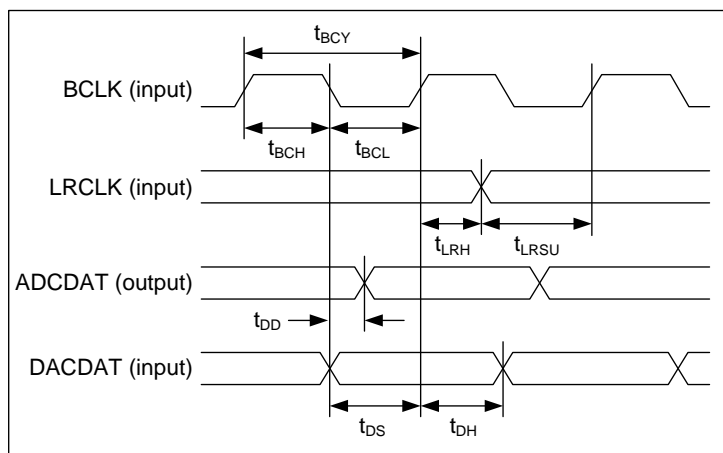 tBCY
BCLK (input)
tBCH tBCL
LRCLK (input)
tLRH tLRSU
ADCDAT (output)
tDD
DACDAT (input)
tDS tDH